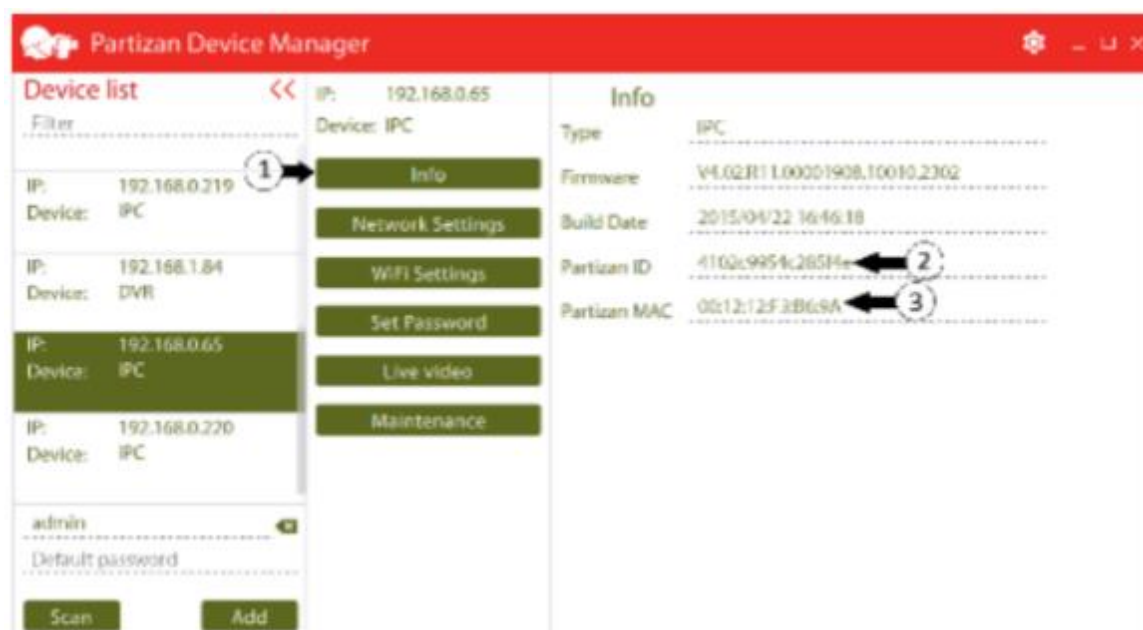 Partizan Device Manager
Device list <<
Filter
IP: 192.168.0.219
Device: IPC
IP: 192.168.1.84
Device: DVR
IP: 192.168.0.65
Device: IPC
IP: 192.168.0.220
Device: IPC
admin
Default password
Scan Add
IP: 192.168.0.65
Device: IPC
1
Info
Network Settings
WiFi Settings
Set Password
Live video
Maintenance
Info
Type IPC
Firmware V4.02.R11.00001908.10010.2302
Build Date 2015/04/22 16:46:18
Partizan ID 2
Partizan MAC 3